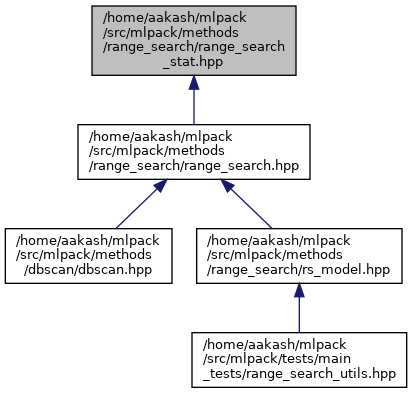 /home/aakash/mlpack
/src/mlpack/methods
/range_search/range_search
_stat.hpp
/home/aakash/mlpack
/src/mlpack/methods
/range_search/range_search.hpp
/home/aakash/mlpack
/src/mlpack/methods
/dbscan/dbscan.hpp
/home/aakash/mlpack
/src/mlpack/methods
/range_search/rs_model.hpp
/home/aakash/mlpack
/src/mlpack/tests/main
_tests/range_search_utils.hpp